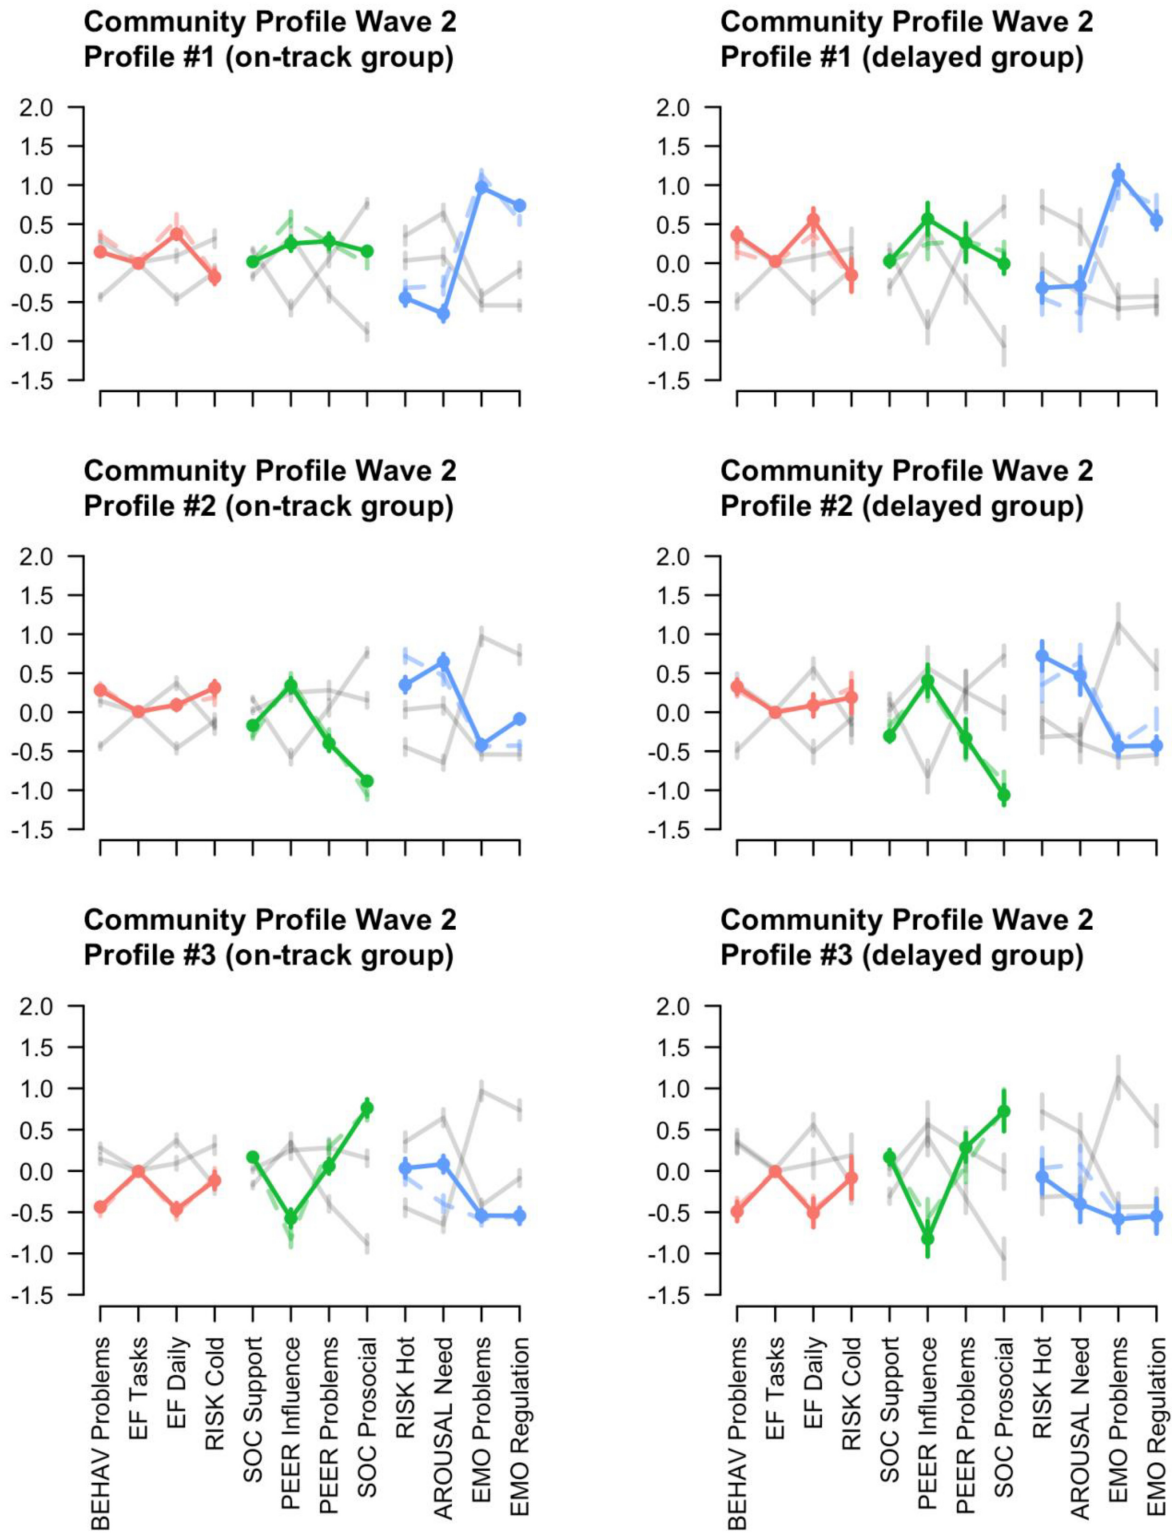 Community Profile Wave 2
Profile #1 (on-track group)
2.0
1.5
1.0
0.5
0.0
-0.5
-1.0
-1.5
Community Profile Wave 2
Profile #1 (delayed group)
2.0
1.5
1.0
0.5
0.0
-0.5
-1.0
-1.5
Community Profile Wave 2
Profile #2 (on-track group)
2.0
1.5
1.0
0.5
0.0
-0.5
-1.0
-1.5
Community Profile Wave 2
Profile #2 (delayed group)
2.0
1.5
1.0
0.5
0.0
-0.5
-1.0
-1.5
Community Profile Wave 2
Profile #3 (on-track group)
2.0
1.5
1.0
0.5
0.0
-0.5
-1.0
-1.5
BEHAV Problems
EF Tasks
EF Daily
RISK Cold
SOC Support
PEER Influence
PEER Problems
SOC Prosocial
RISK Hot
AROUSAL Need
EMO Problems
EMO Regulation
Community Profile Wave 2
Profile #3 (delayed group)
2.0
1.5
1.0
0.5
0.0
-0.5
-1.0
-1.5
BEHAV Problems
EF Tasks
EF Daily
RISK Cold
SOC Support
PEER Influence
PEER Problems
SOC Prosocial
RISK Hot
AROUSAL Need
EMO Problems
EMO Regulation